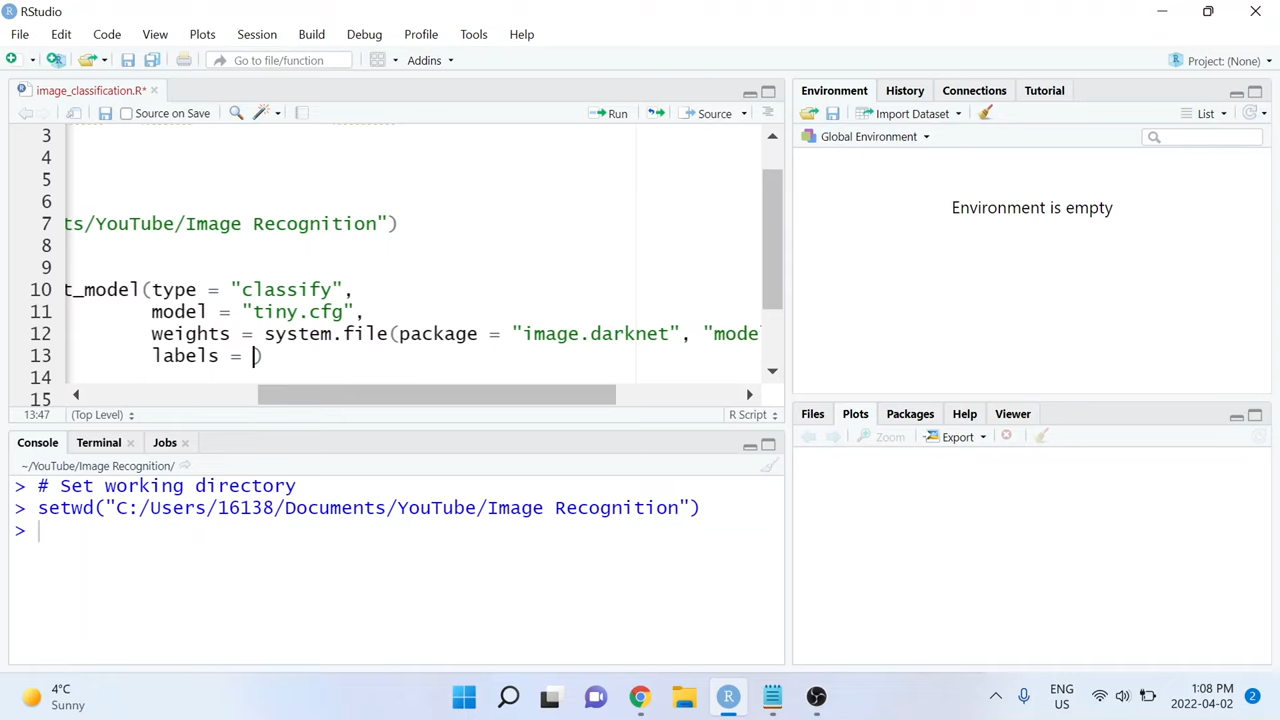 RStudio
File Edit Code View Plots Session Build Debug Profile Tools Help
Go to file/function Addins Project: (None)
image_classification.R*
Source on Save Run Source
3
4
5
6
7 ts/YouTube/Image Recognition")
8
9
10 t_model(type = "classify",
11 model = "tiny.cfg",
12 weights = system.file(package = "image.darknet", "model
13 labels = )
14
15
13:47 (Top Level) R Script
Console Terminal Jobs
~/YouTube/Image Recognition/
> # Set working directory
> setwd("C:/Users/16138/Documents/YouTube/Image Recognition")
>
Environment History Connections Tutorial
Import Dataset List
Global Environment
Environment is empty
Files Plots Packages Help Viewer
Zoom Export
4°C
Sunny
ENG
US
1:08 PM
2022-04-02
2